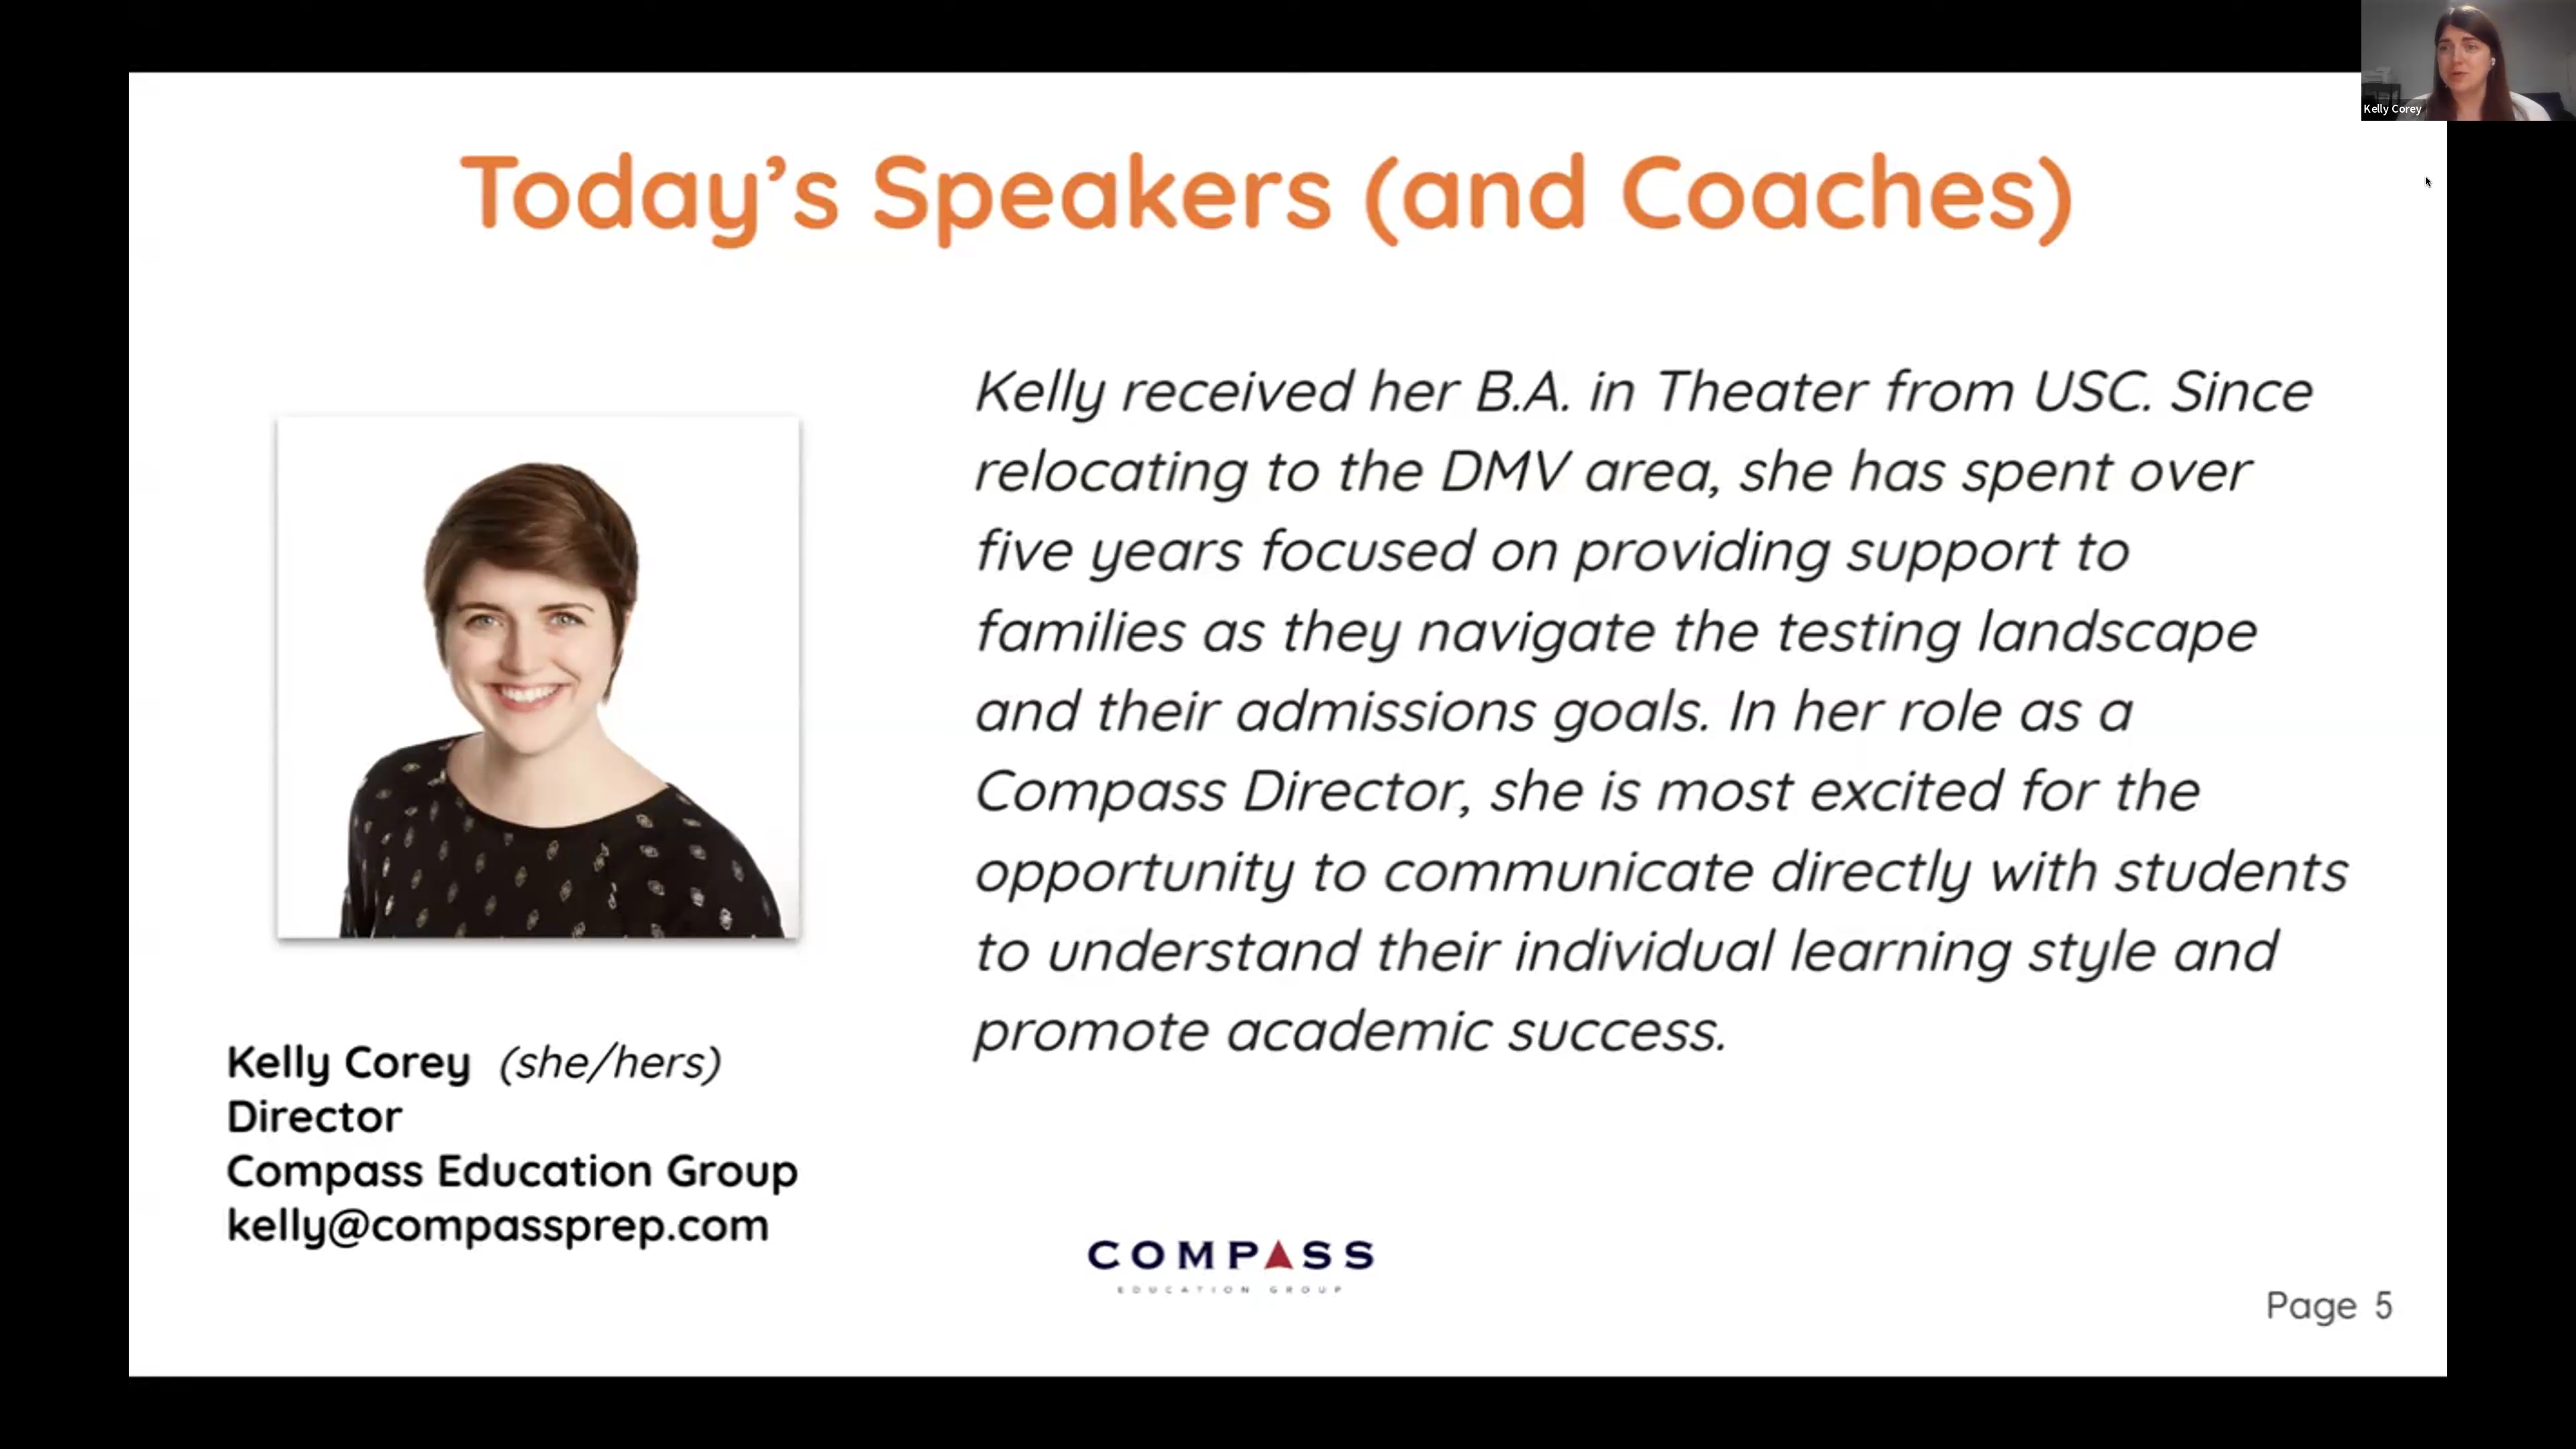 Kelly Corey
Today's Speakers (and Coaches)
Kelly received her B.A. in Theater from USC. Since
relocating to the DMV area, she has spent over
five years focused on providing support to
families as they navigate the testing landscape
and their admissions goals. In her role as a
Compass Director, she is most excited for the
opportunity to communicate directly with students
to understand their individual learning style and
promote academic success.
Kelly Corey (she/hers)
Director
Compass Education Group
kelly@compassprep.com
COMPASS
EDUCATION GROUP
Page 5